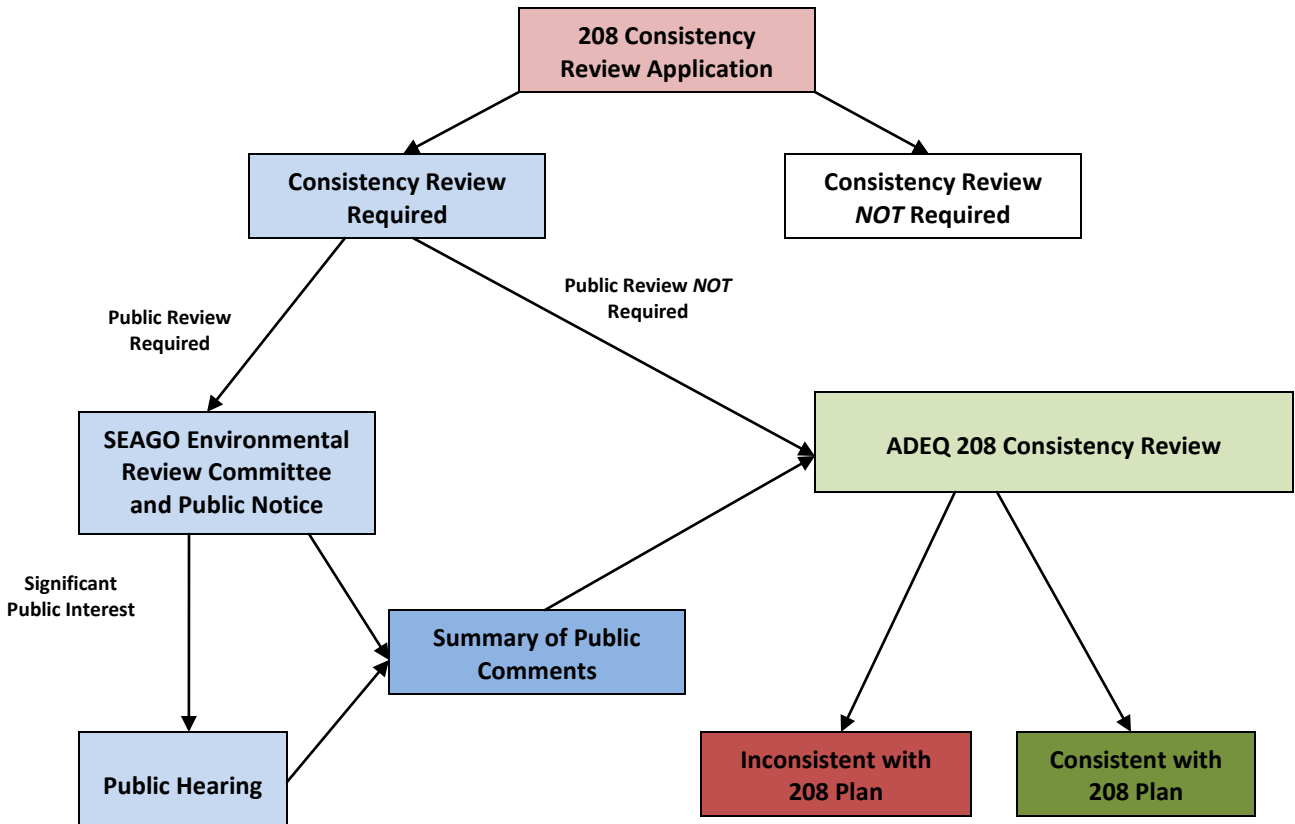 208 Consistency
Review Application
Consistency Review
Required
Consistency Review
NOT Required
Public Review NOT
Required
Public Review
Required
SEAGO Environmental
Review Committee
and Public Notice
ADEQ 208 Consistency Review
Significant
Public Interest
Summary of Public
Comments
Public Hearing
Inconsistent with
208 Plan
Consistent with
208 Plan